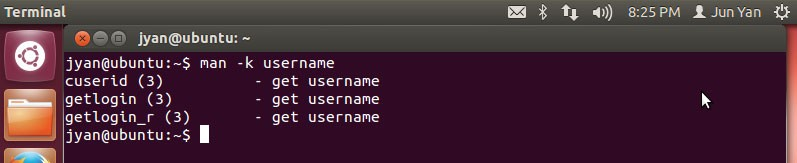 Terminal
8:25 PM Jun Yan
jyan@ubuntu: ~
jyan@ubuntu:~$ man -k username
cuserid (3)          - get username
getlogin (3)         - get username
getlogin_r (3)       - get username
jyan@ubuntu:~$